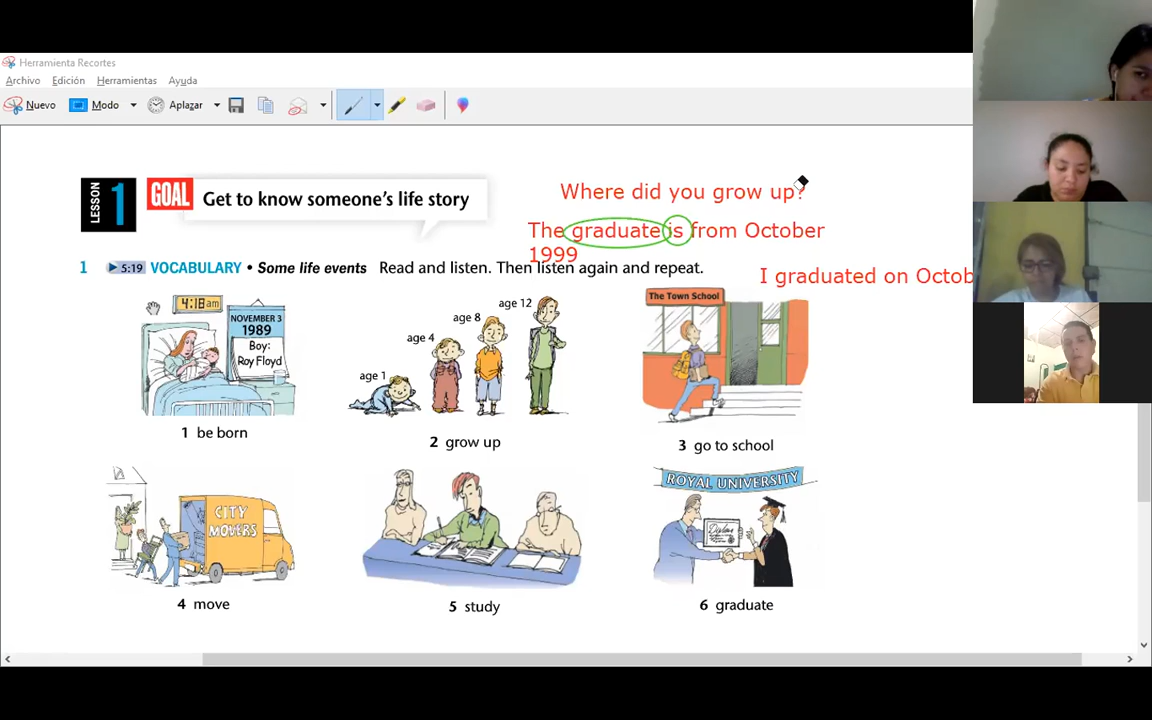 Herramienta Recortes
Archivo Edición Herramientas Ayuda
Nuevo Modo Aplazar
LESSON 1 GOAL Get to know someone's life story
Where did you grow up?
The graduate is from October
1999
I graduated on Octob
1 5:19 VOCABULARY • Some life events Read and listen. Then listen again and repeat.
4:18 am
NOVEMBER 3
1989
Boy:
Roy Floyd
age 1
age 4
age 8
age 12
The Town School
1 be born
2 grow up
3 go to school
CITY
MOVERS
ROYAL UNIVERSITY
Diploma
4 move
5 study
6 graduate